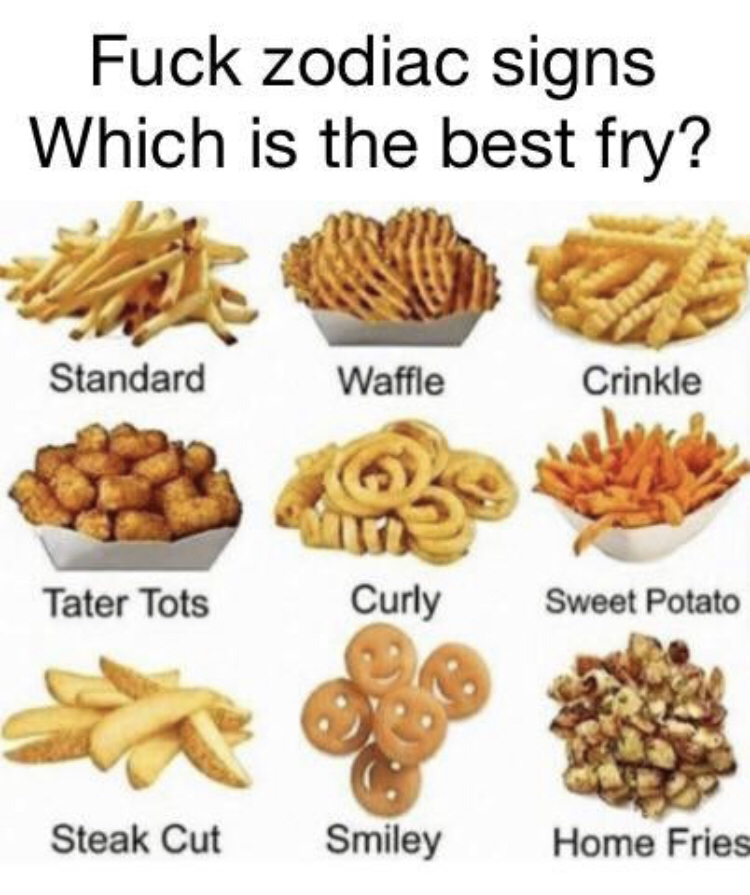 Fuck zodiac signs
Which is the best fry?
Standard Waffle Crinkle
Tater Tots Curly Sweet Potato
Steak Cut Smiley Home Fries